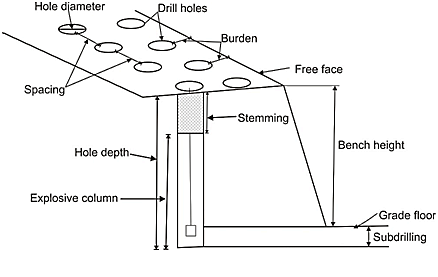 Hole diameter
Drill holes
Burden
Free face
Spacing
Stemming
Hole depth
Bench height
Explosive column
Grade floor
Subdrilling